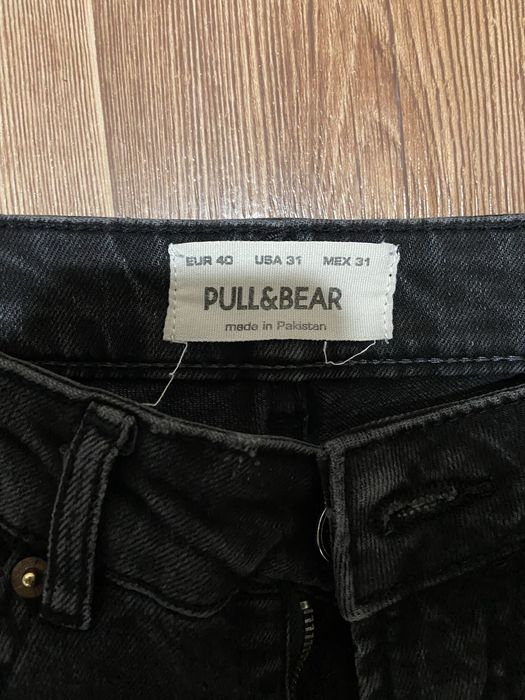 EUR 40 USA 31 MEX 31
PULL&BEAR
made in Pakistan